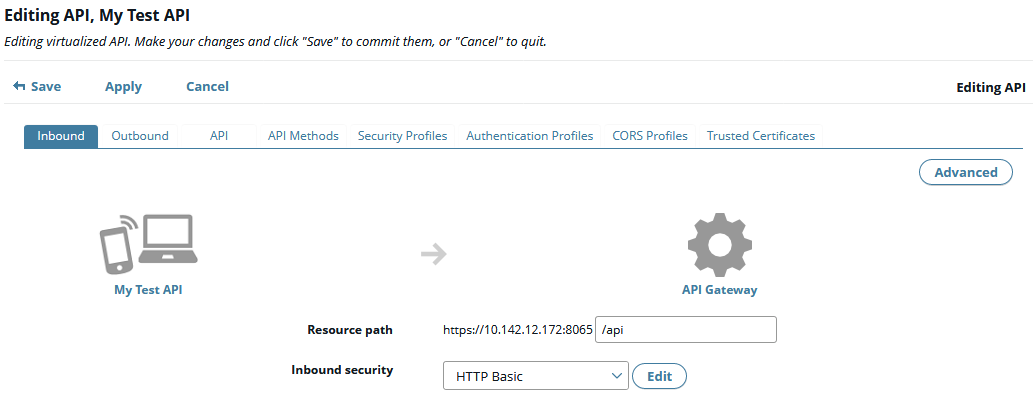 Editing API, My Test API
Editing virtualized API. Make your changes and click "Save" to commit them, or "Cancel" to quit.
Save Apply Cancel Editing API
Inbound Outbound API API Methods Security Profiles Authentication Profiles CORS Profiles Trusted Certificates
Advanced
My Test API API Gateway
Resource path https://10.142.12.172:8065 /api
Inbound security HTTP Basic Edit